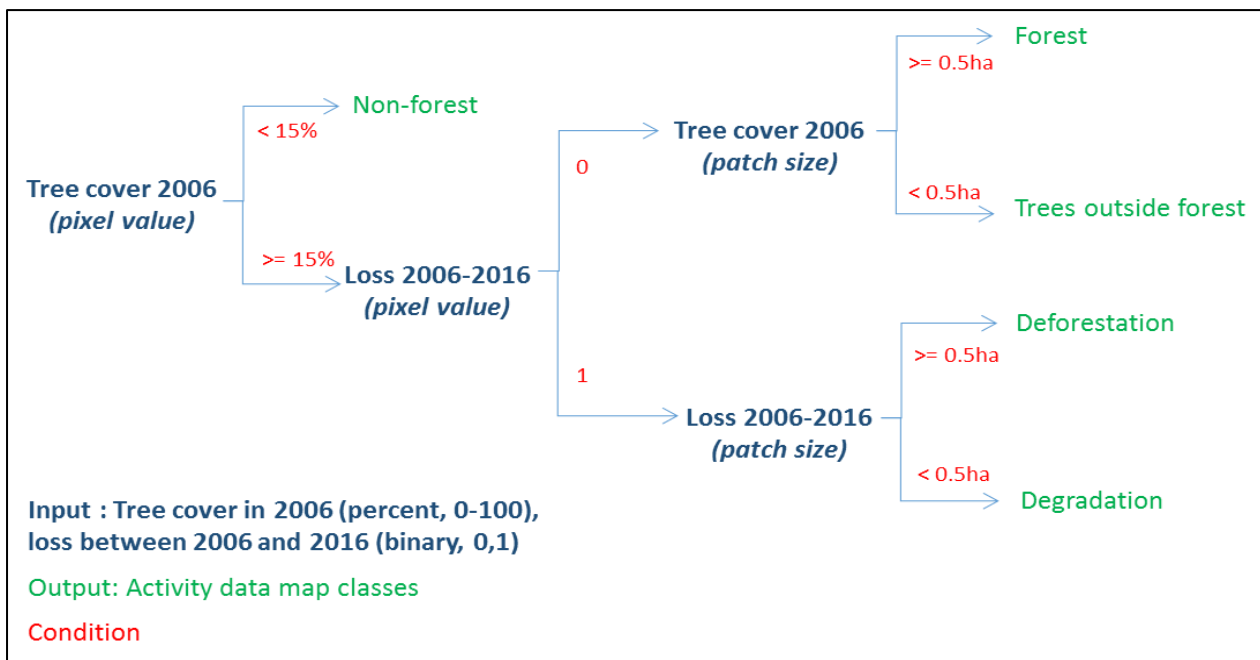 Forest
>= 0.5ha
Non-forest
< 15%
Tree cover 2006
(patch size)
0
Tree cover 2006
(pixel value)
< 0.5ha
Trees outside forest
>= 15%
Loss 2006-2016
(pixel value)
Deforestation
>= 0.5ha
1
Loss 2006-2016
(patch size)
< 0.5ha
Degradation
Input : Tree cover in 2006 (percent, 0-100),
loss between 2006 and 2016 (binary, 0,1)
Output: Activity data map classes
Condition